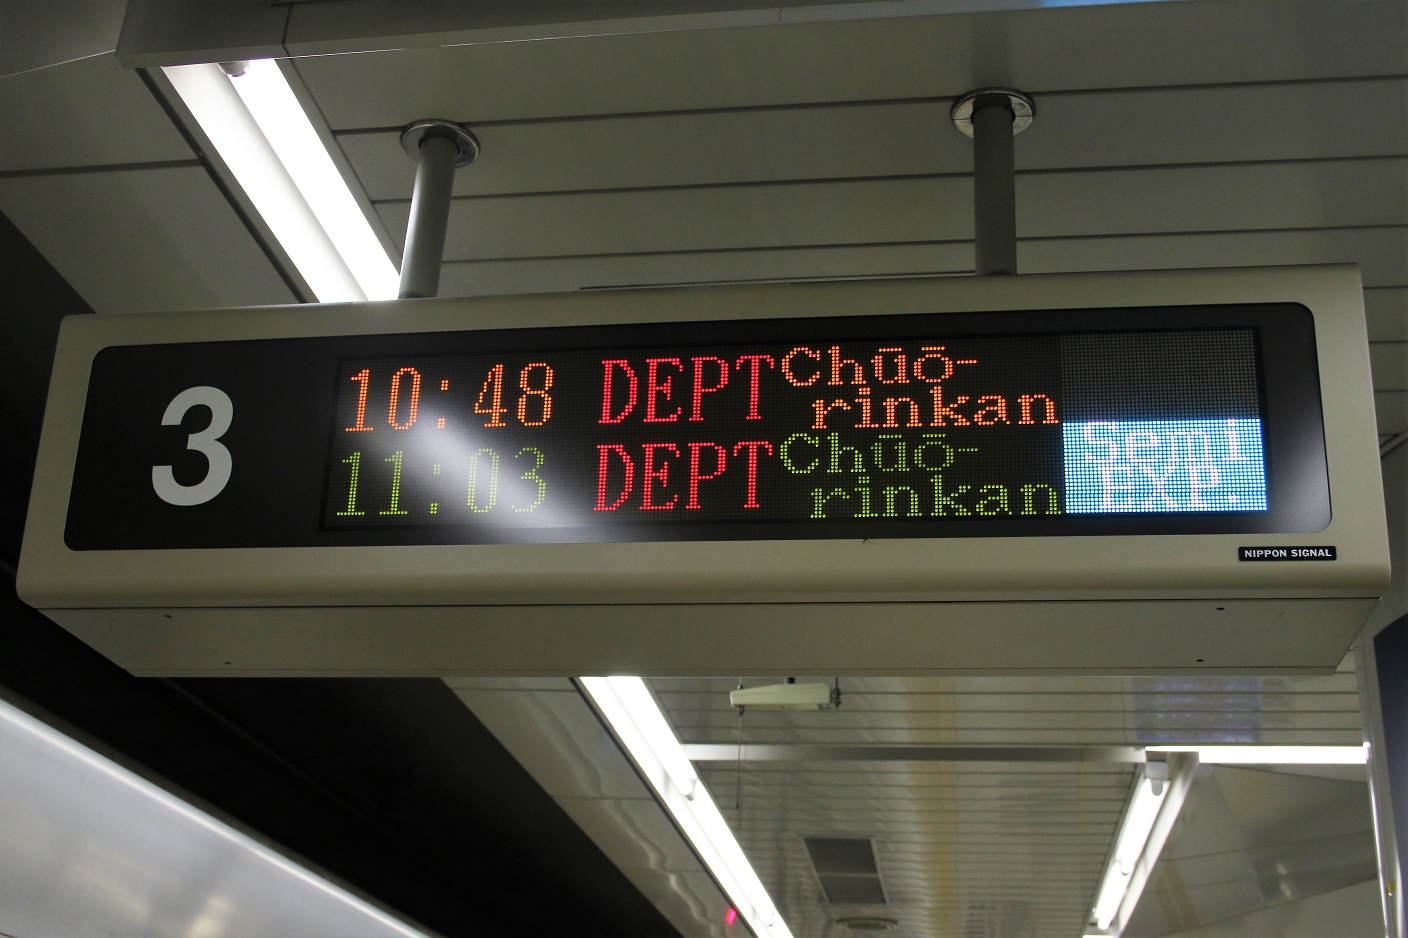 3
10:48 DEPT Chūō-
rinkan
11:03 DEPT Chūō-
rinkan
Semi
EXP.
NIPPON SIGNAL